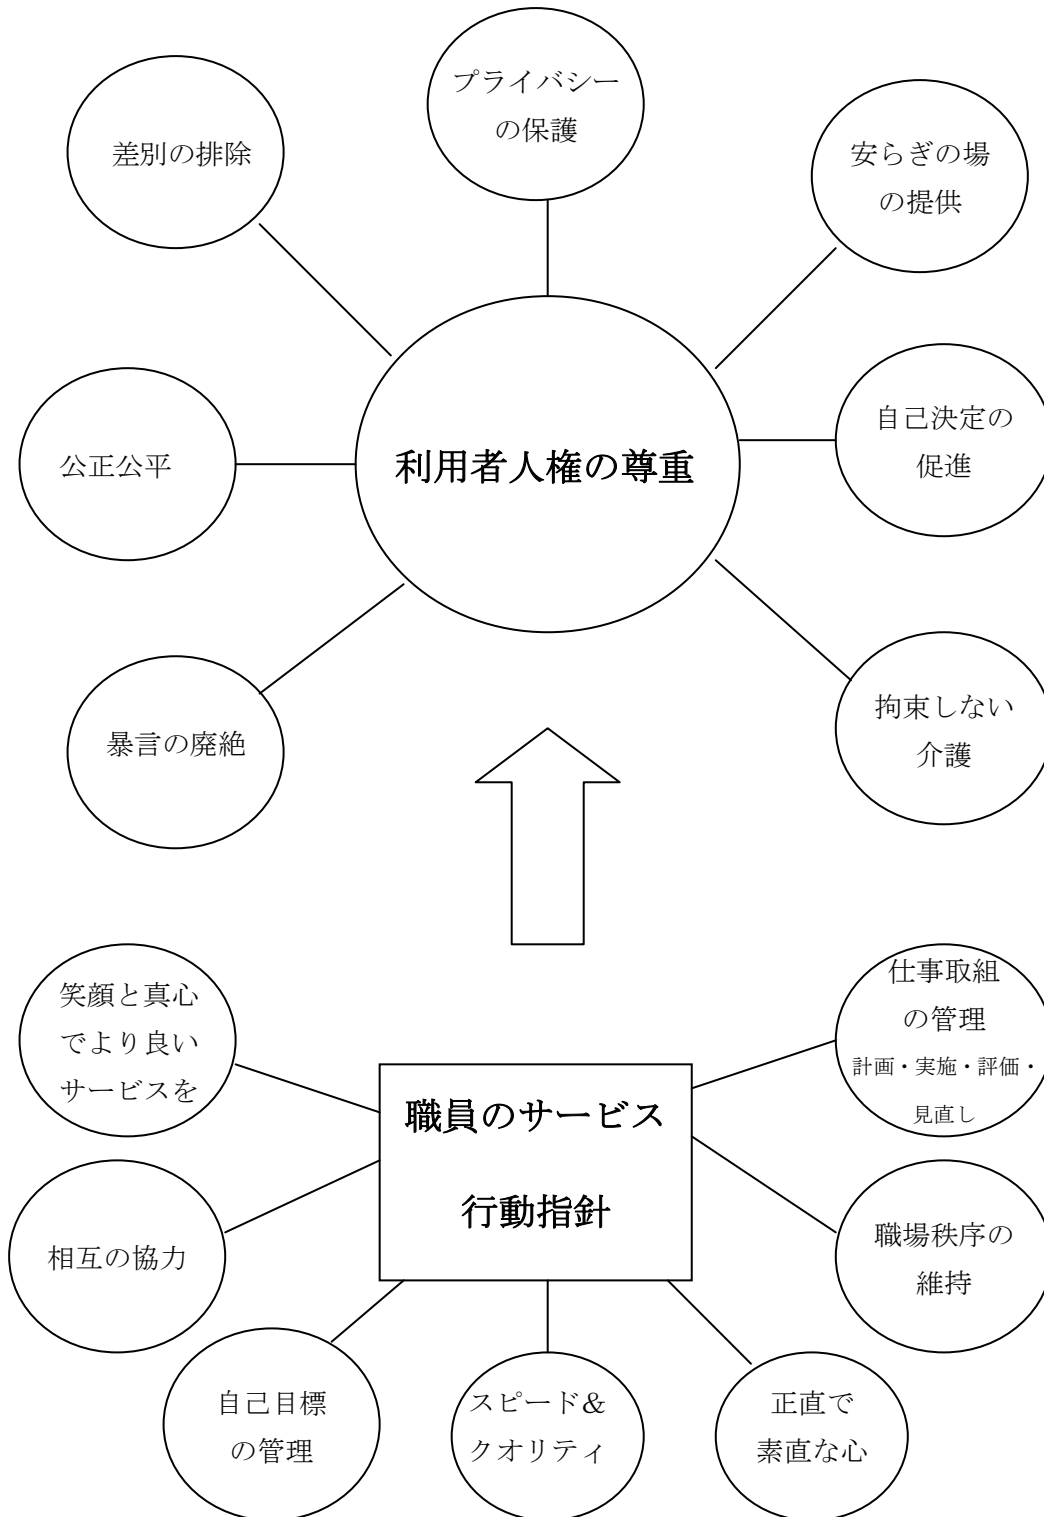 プライバシー
の保護
差別の排除
安らぎの場
の提供
自己決定の
促進
公正公平
利用者人権の尊重
拘束しない
介護
暴言の廃絶
笑顔と真心
でより良い
サービスを
仕事取組
の管理
計画・実施・評価・
見直し
職員のサービス
行動指針
相互の協力
職場秩序の
維持
自己目標
の管理
スピード&
クオリティ
正直で
素直な心